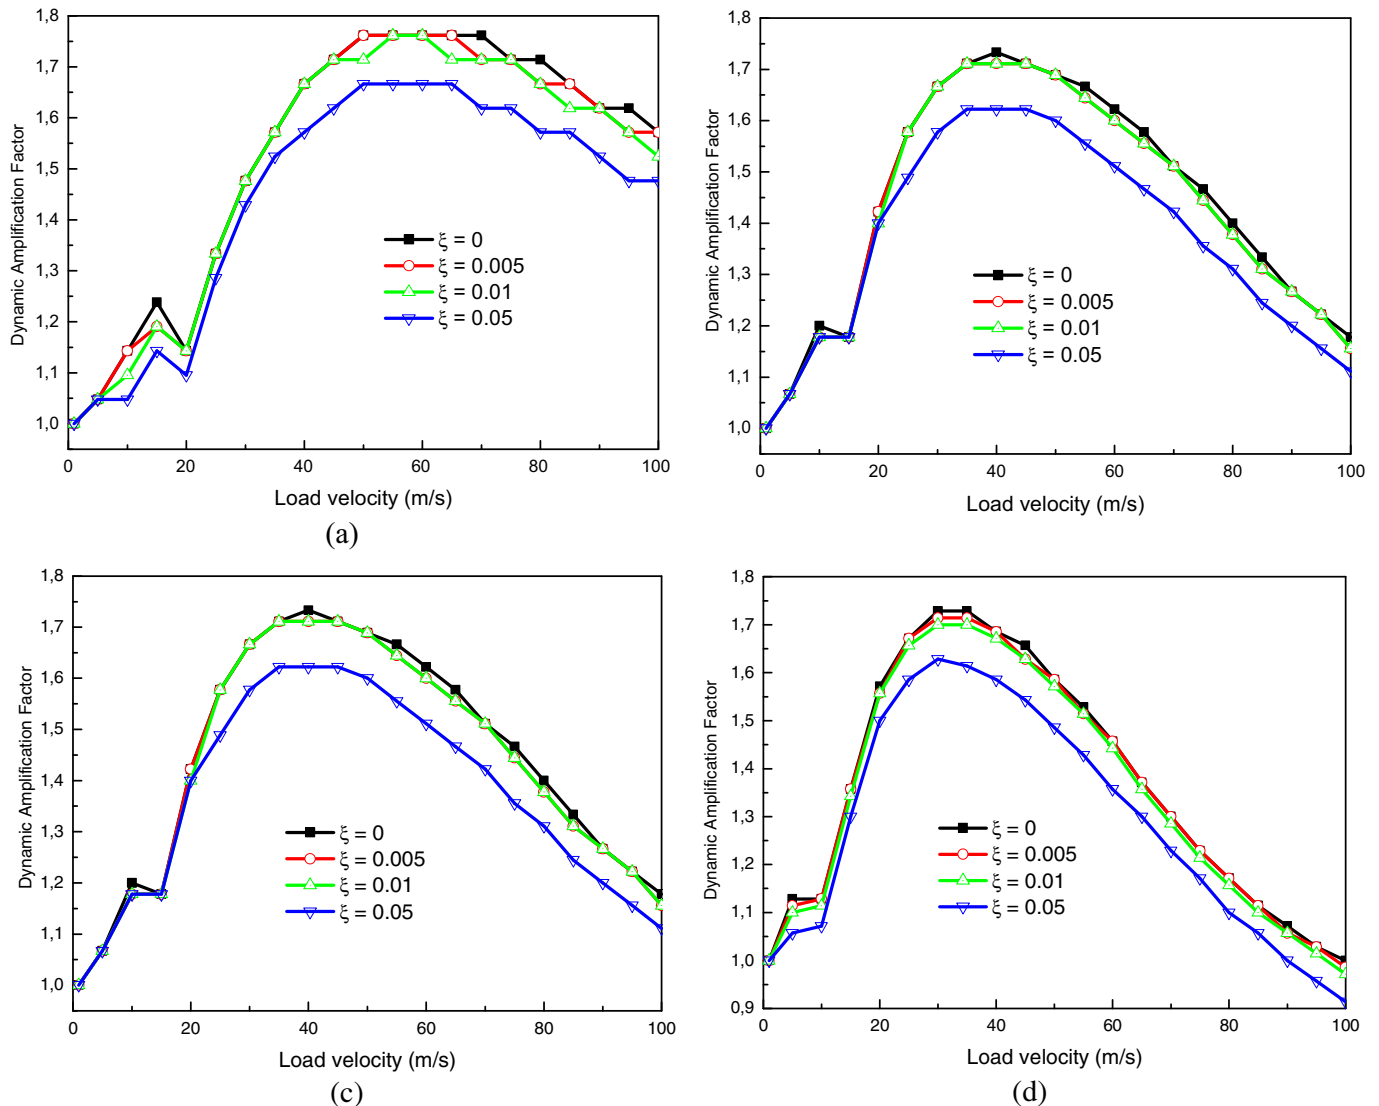 1,8
1,7
1,6
1,5
1,4
1,3
1,2
1,1
1,0
Dynamic Amplification Factor
ξ = 0
ξ = 0.005
ξ = 0.01
ξ = 0.05
0 20 40 60 80 100
Load velocity (m/s)
(a)
1,8
1,7
1,6
1,5
1,4
1,3
1,2
1,1
1,0
Dynamic Amplification Factor
ξ = 0
ξ = 0.005
ξ = 0.01
ξ = 0.05
0 20 40 60 80 100
Load velocity (m/s)
1,8
1,7
1,6
1,5
1,4
1,3
1,2
1,1
1,0
Dynamic Amplification Factor
ξ = 0
ξ = 0.005
ξ = 0.01
ξ = 0.05
0 20 40 60 80 100
Load velocity (m/s)
(c)
1,8
1,7
1,6
1,5
1,4
1,3
1,2
1,1
1,0
0,9
Dynamic Amplification Factor
ξ = 0
ξ = 0.005
ξ = 0.01
ξ = 0.05
0 20 40 60 80 100
Load velocity (m/s)
(d)